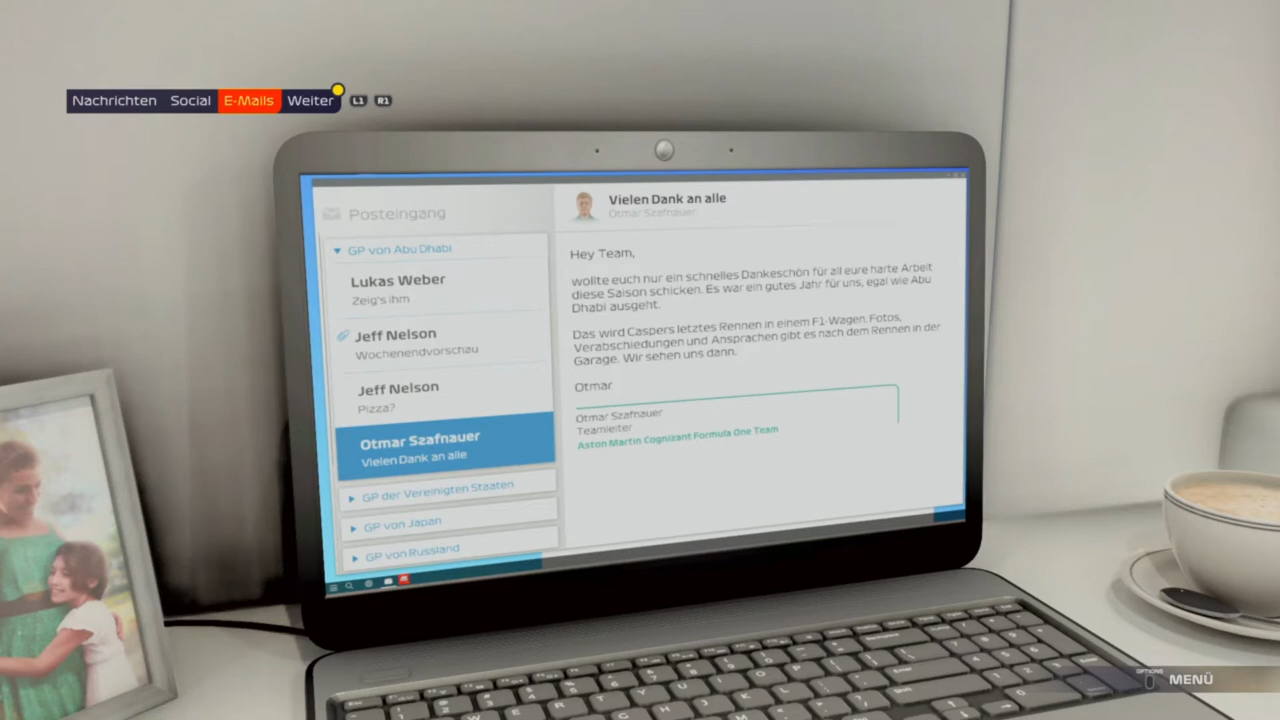 Nachrichten Social E-Mails Weiter L1 R1
Posteingang
GP von Abu Dhabi
Lukas Weber
Zeig's ihm
Jeff Nelson
Wochenendvorschau
Jeff Nelson
Pizza?
Otmar Szafnauer
Vielen Dank an alle
GP der Vereinigten Staaten
GP von Japan
GP von Russland
Vielen Dank an alle
Otmar Szafnauer
Hey Team,
wollte euch nur ein schnelles Dankeschön für all eure harte Arbeit
diese Saison schicken. Es war ein gutes Jahr für uns, egal wie Abu
Dhabi ausgeht.
Das wird Caspers letztes Rennen in einem F1-Wagen. Fotos,
Verabschiedungen und Ansprachen gibt es nach dem Rennen in der
Garage. Wir sehen uns dann.
Otmar
Otmar Szafnauer
Teamleiter
Aston Martin Cognizant Formula One Team
OPTIONS
MENÜ